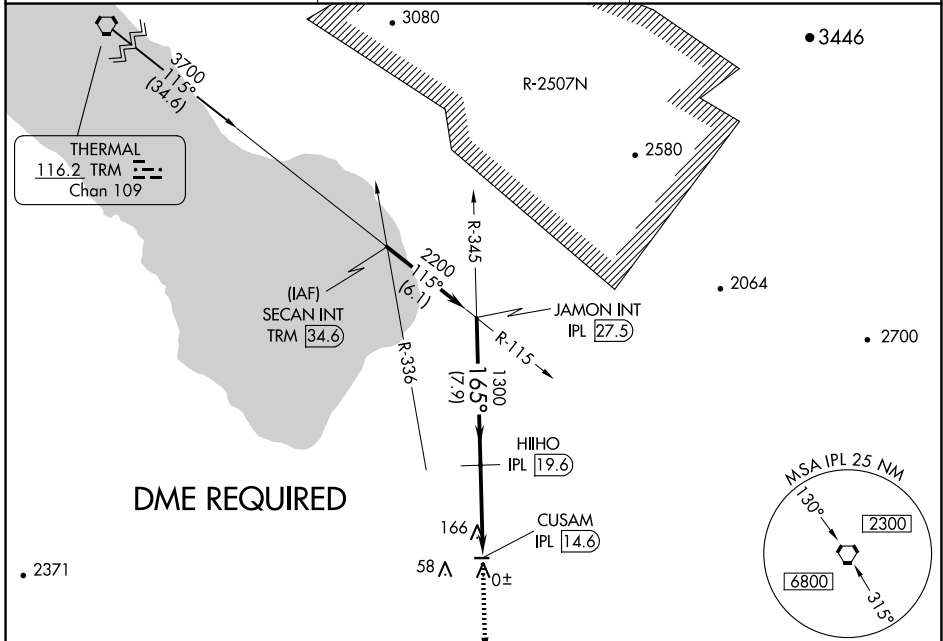 3080
3446
R-2507N
3700
115°
(34.6)
THERMAL
116.2 TRM
Chan 109
2580
R-345
2200
115°
(6.1)
2064
(IAF)
SECAN INT
TRM 34.6
JAMON INT
IPL 27.5
R-336
R-115
2700
1300
165°
(7.9)
HIIHO
IPL 19.6
MSA IPL 25 NM
130°
2300
DME REQUIRED
166
CUSAM
IPL 14.6
2371
58
0±
6800
315°